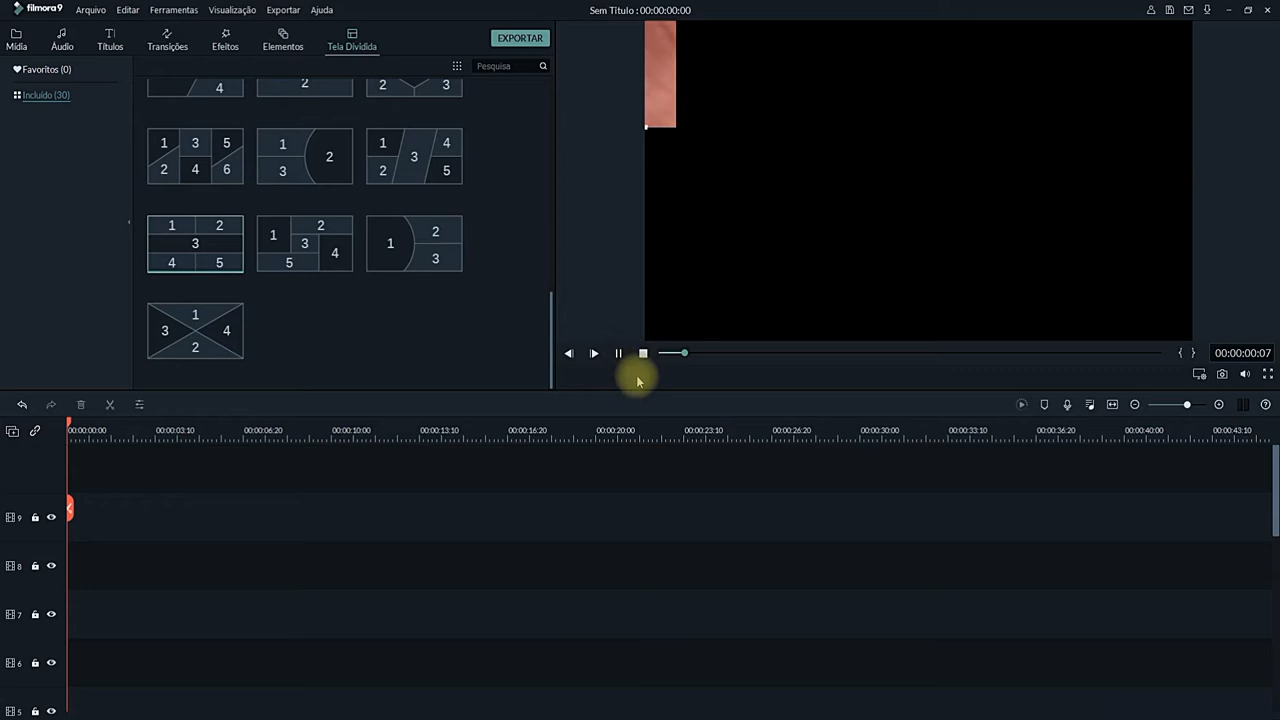 filmora9 Arquivo Editar Ferramentas Visualização Exportar Ajuda Sem Título : 00:00:00:00
Mídia Áudio Títulos Transições Efeitos Elementos Tela Dividida EXPORTAR
Favoritos (0)
Incluído (30)
Pesquisa
4 2 2 3
1 3 5
2 4 6
1 2
3
1 4
3
2 5
1 2
3
4 5
1 2
3
4
5
1 2
3
1
3 4
2
{ } 00:00:00:07
00:00:00:00 00:00:03:10 00:00:06:20 00:00:10:00 00:00:13:10 00:00:16:20 00:00:20:00 00:00:23:10 00:00:26:20 00:00:30:00 00:00:33:10 00:00:36:20 00:00:40:00 00:00:43:10
9
8
7
6
5